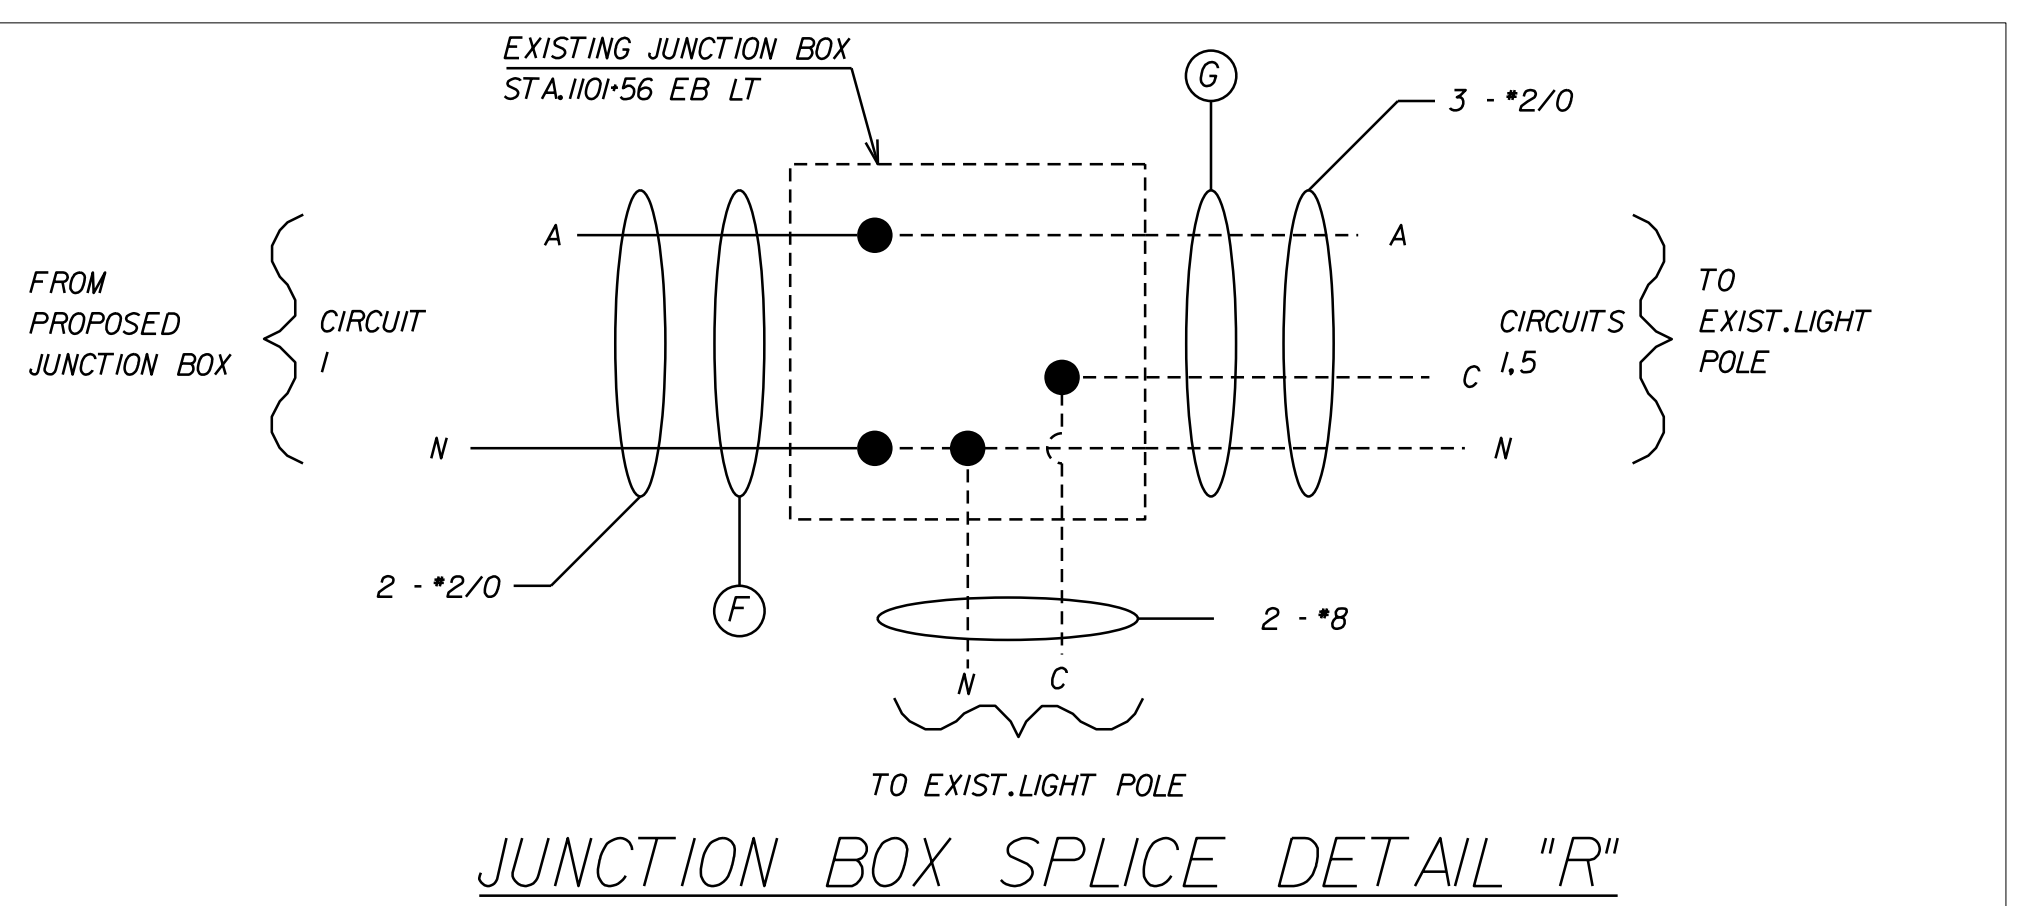 EXISTING JUNCTION BOX
STA.1101+56 EB LT
G
3 - #2/0
A
A
FROM
PROPOSED
JUNCTION BOX
CIRCUIT
1
CIRCUITS
1,5
TO
EXIST.LIGHT
POLE
C
N
N
2 - #2/0
F
2 - #8
N
C
TO EXIST.LIGHT POLE
JUNCTION BOX SPLICE DETAIL "R"